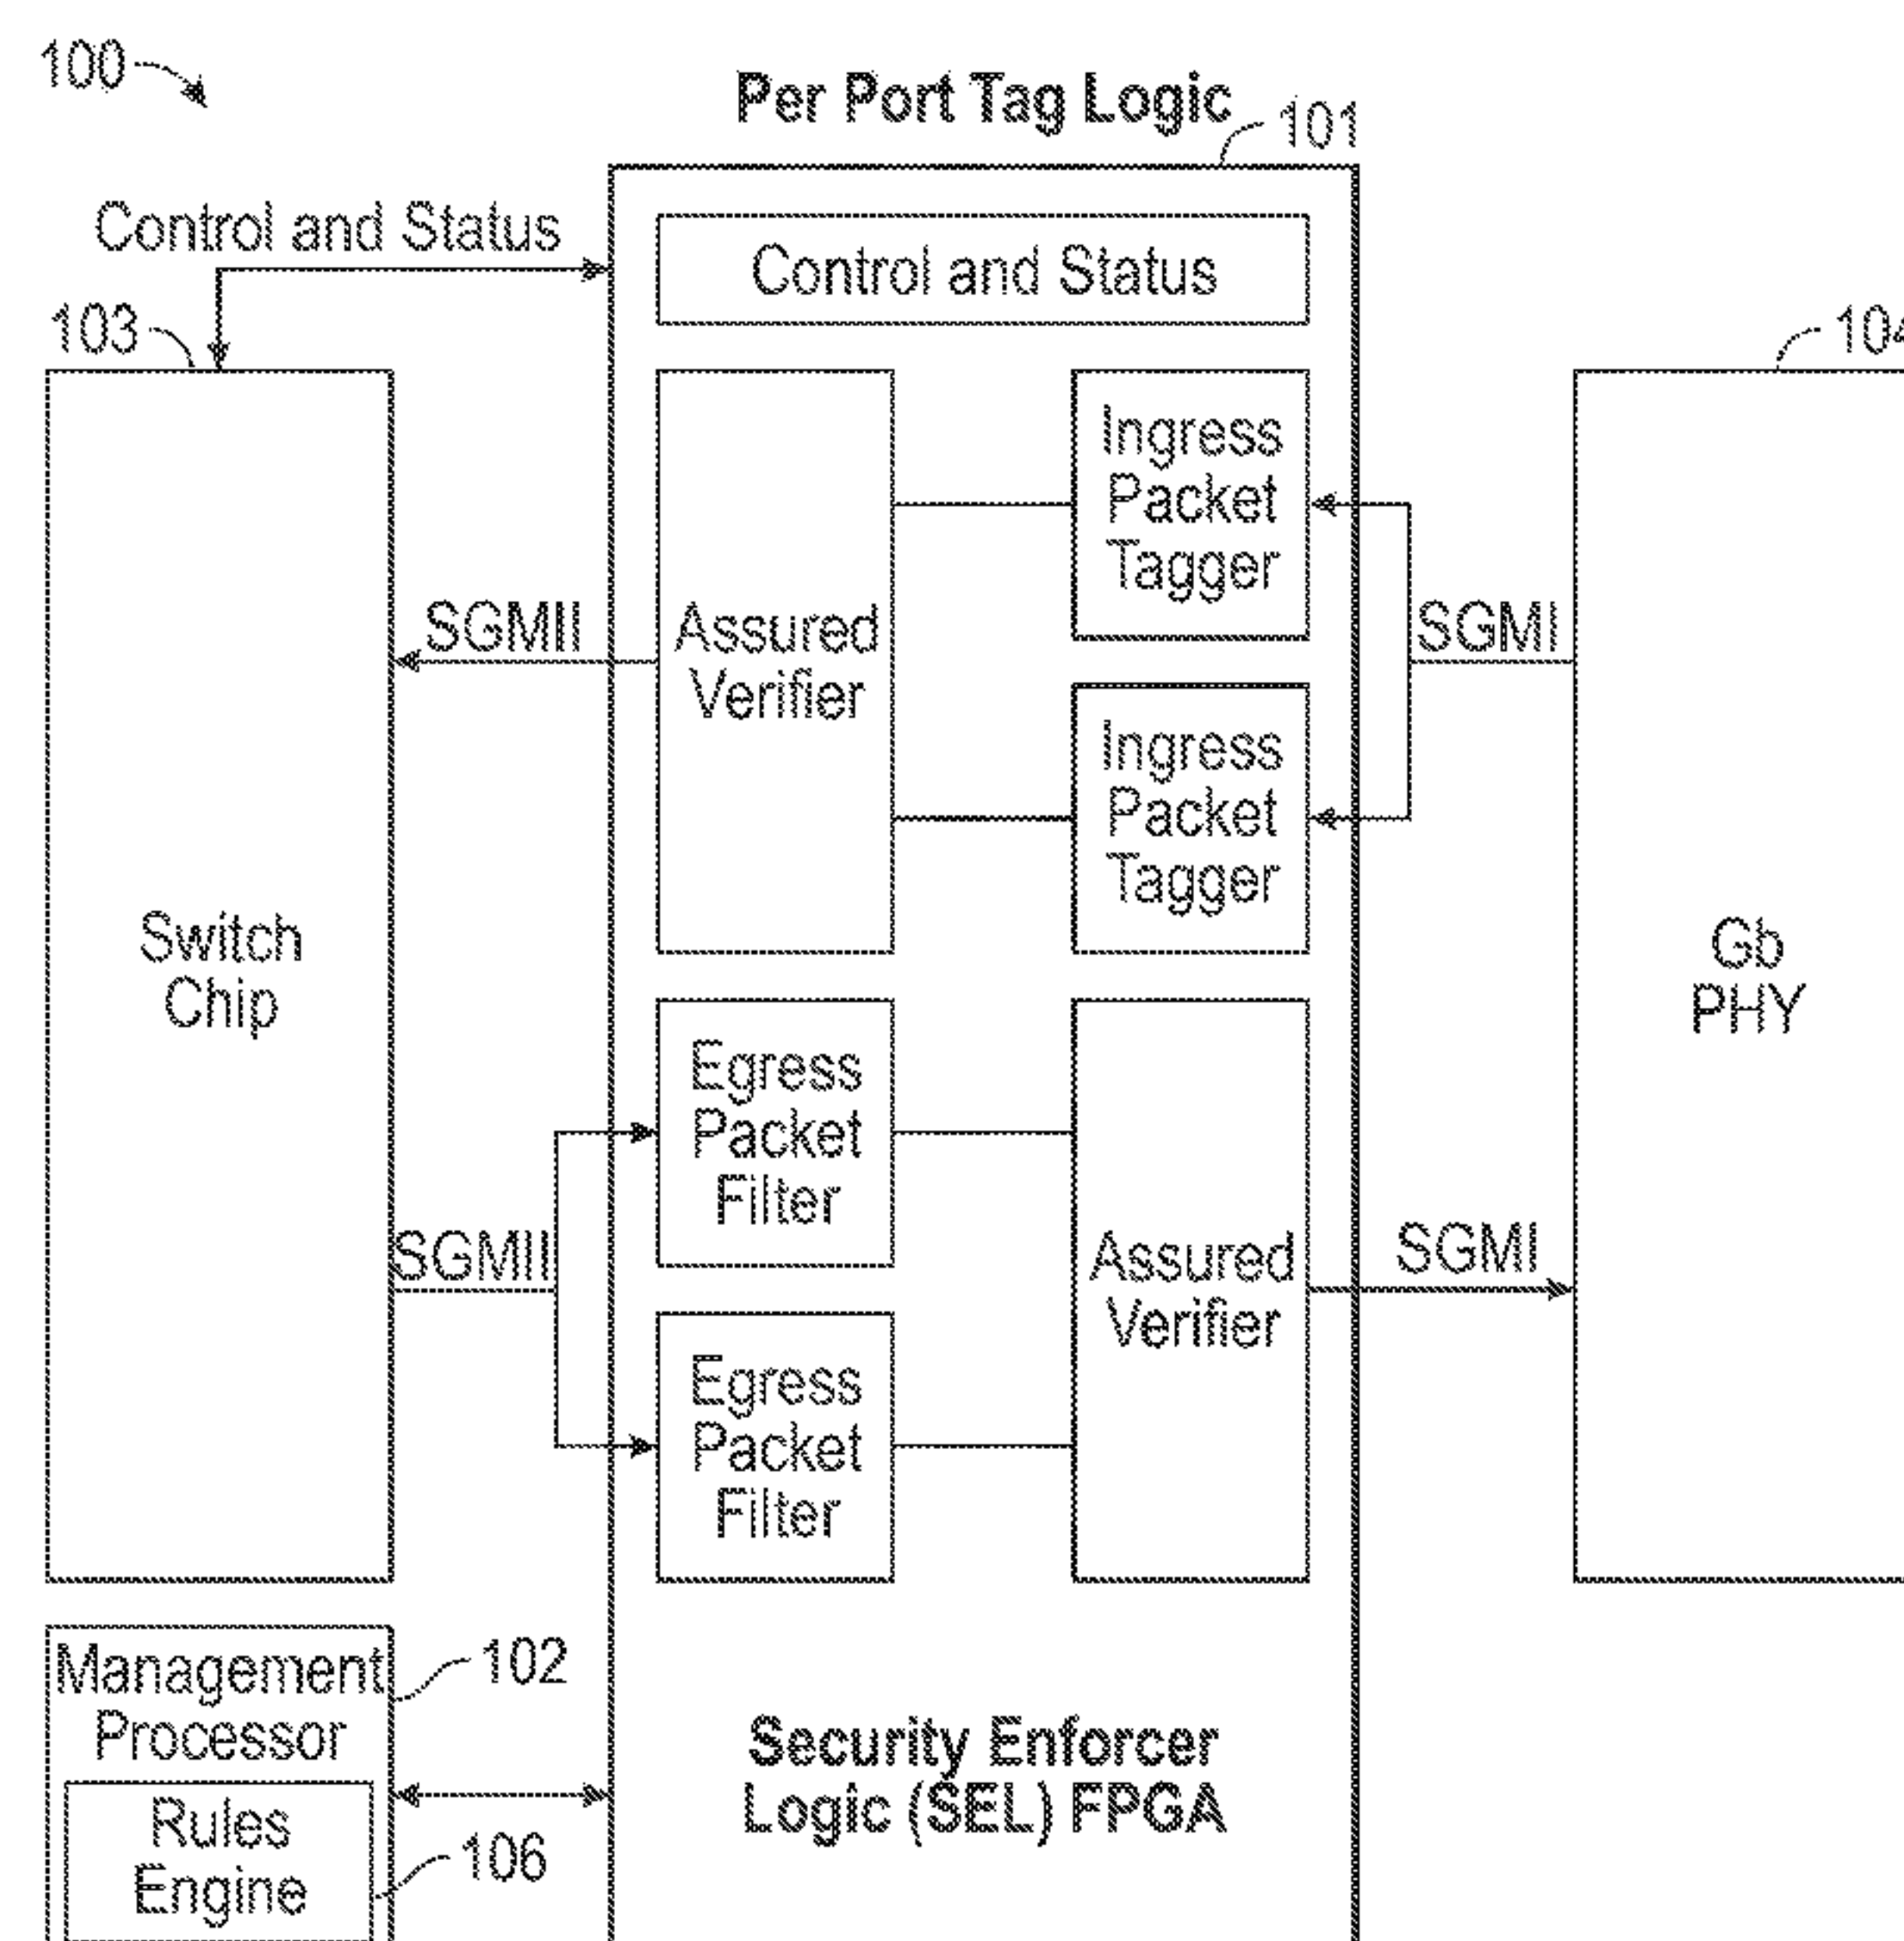 100
Per Port Tag Logic
101
Control and Status
Control and Status
103
104
Ingress
Packet
Tagger
SGMII
Assured
Verifier
SGMI
Ingress
Packet
Tagger
Switch
Chip
Gb
PHY
Egress
Packet
Filter
SGMII
Assured
Verifier
SGMI
Egress
Packet
Filter
Management
Processor
102
Security Enforcer
Logic (SEL) FPGA
Rules
Engine
106